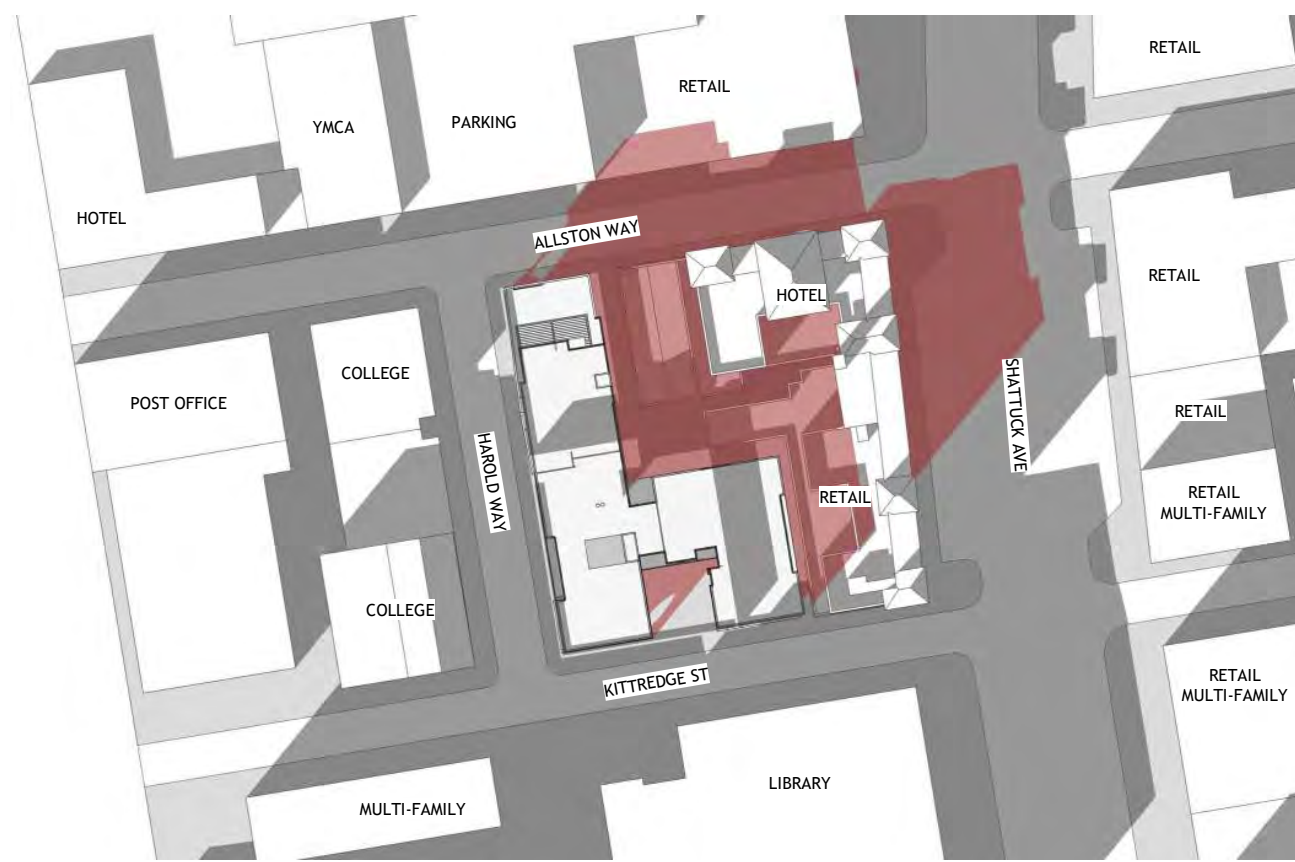 RETAIL
RETAIL
YMCA
PARKING
HOTEL
ALLSTON WAY
RETAIL
HOTEL
COLLEGE
POST OFFICE
SHATTUCK AVE
RETAIL
HAROLD WAY
RETAIL
RETAIL
MULTI-FAMILY
8
COLLEGE
KITTREDGE ST
RETAIL
MULTI-FAMILY
LIBRARY
MULTI-FAMILY